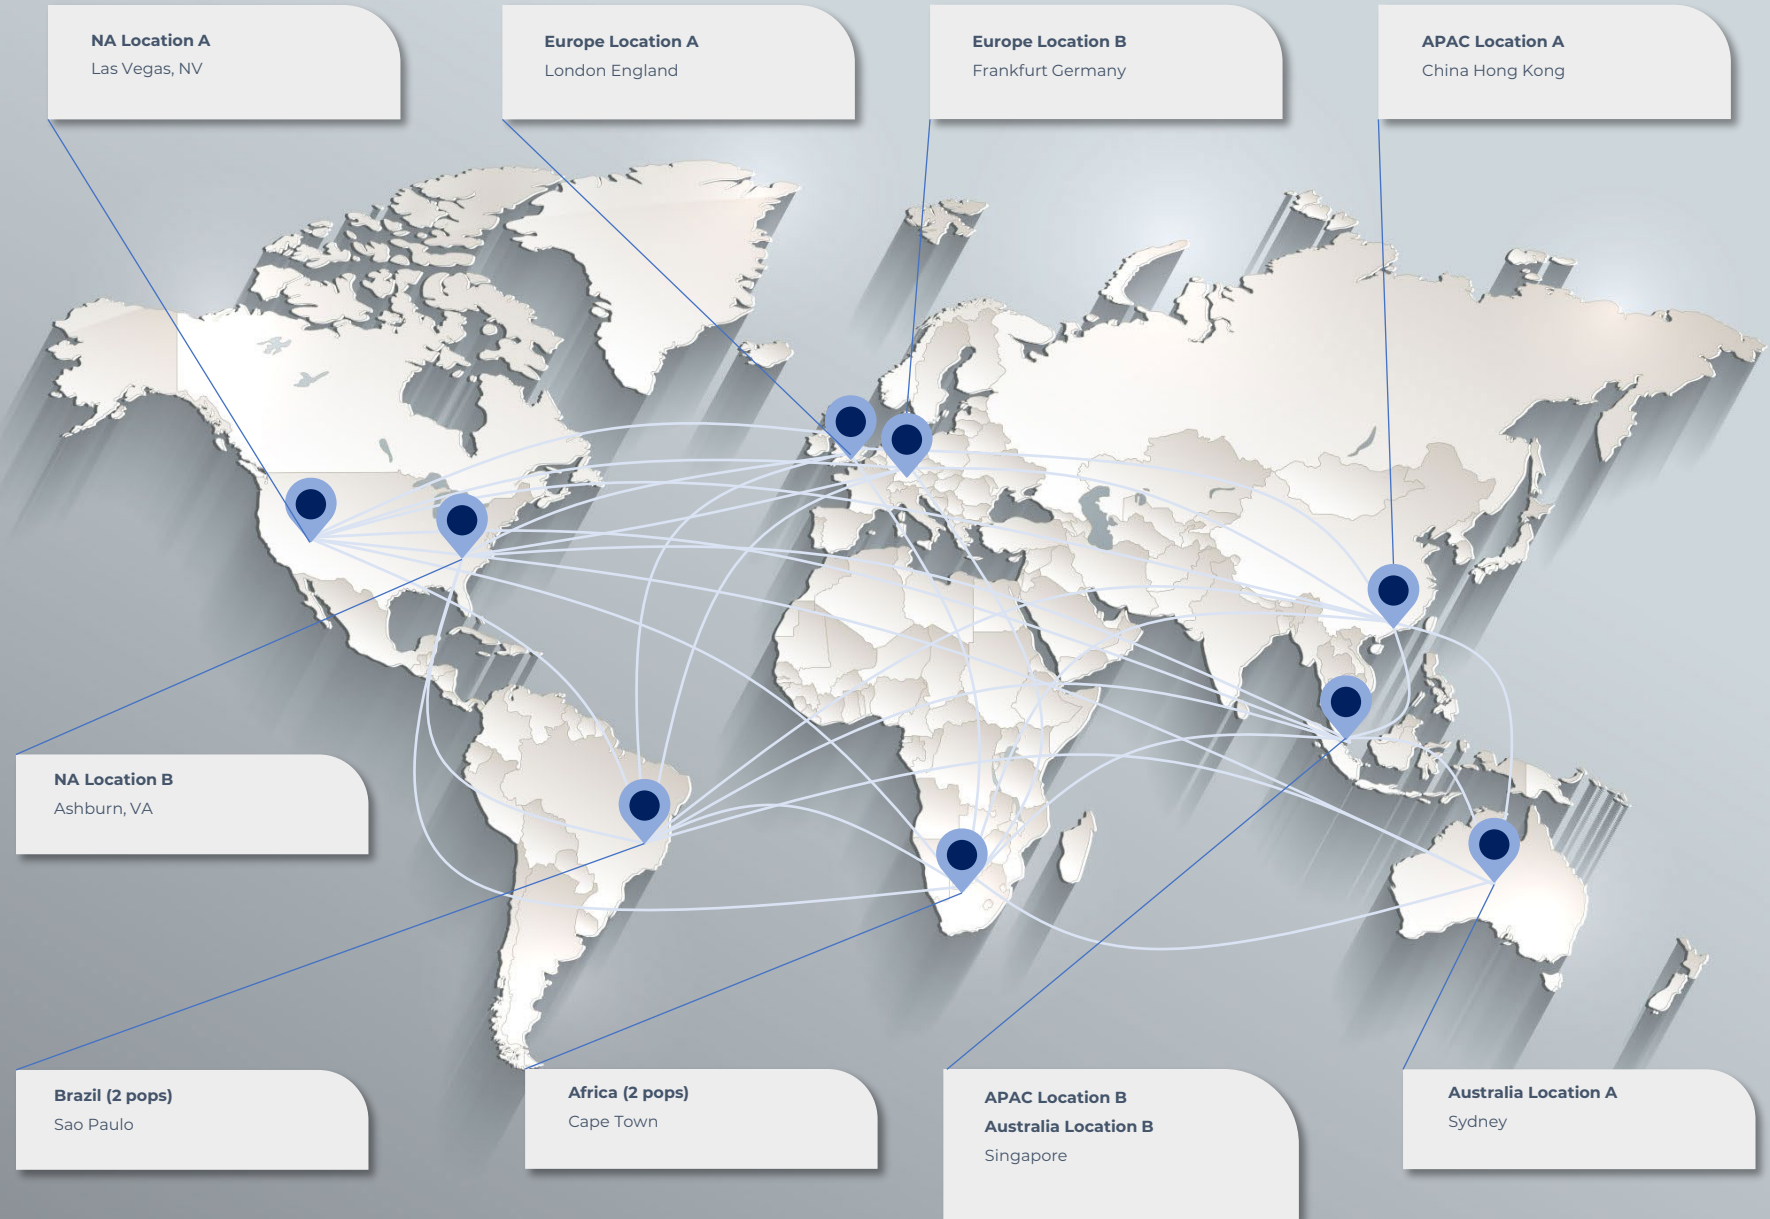 NA Location A
Las Vegas, NV
Europe Location A
London England
Europe Location B
Frankfurt Germany
APAC Location A
China Hong Kong
NA Location B
Ashburn, VA
Brazil (2 pops)
Sao Paulo
Africa (2 pops)
Cape Town
APAC Location B
Australia Location B
Singapore
Australia Location A
Sydney